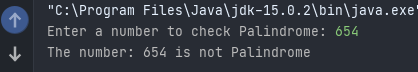 "C:\Program Files\Java\jdk-15.0.2\bin\java.exe"
Enter a number to check Palindrome: 654
The number: 654 is not Palindrome